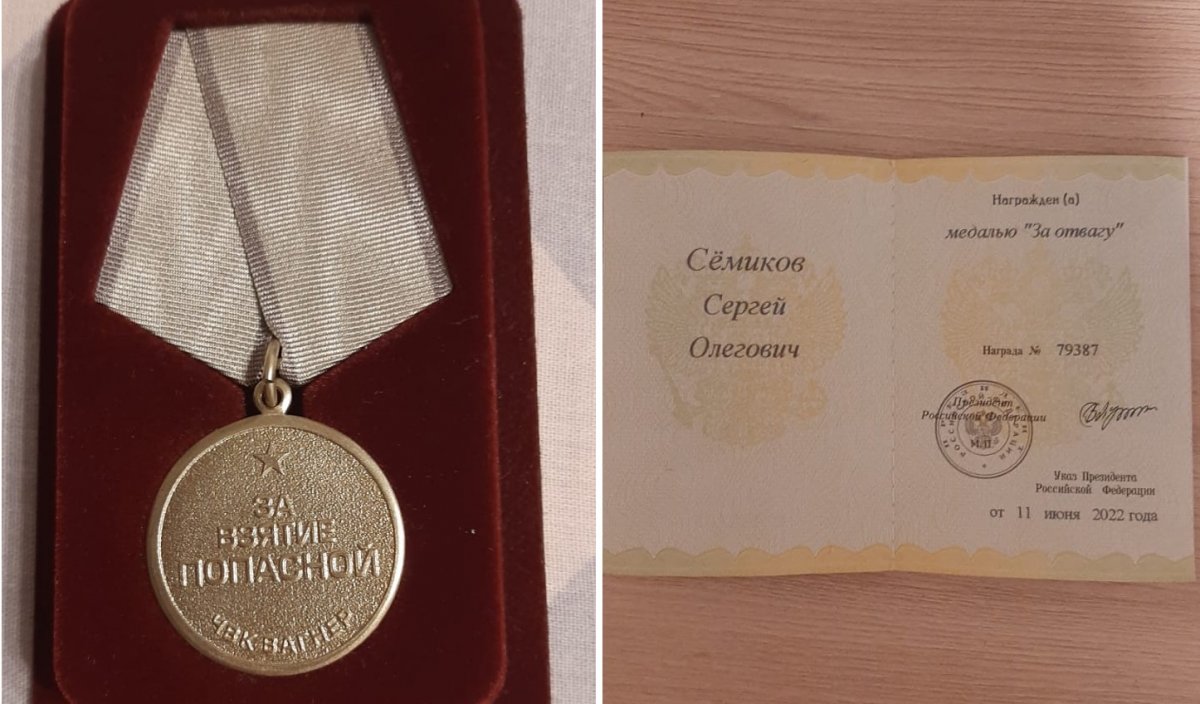 ЗА
ВЗЯТИЕ
ПОПАСНОЙ
ЧВК ВАГНЕР
Сёмиков
Сергей
Олегович
Награжден (а)
медалью "За отвагу"
Награда № 79387
Президент
Российской Федерации
М.П.
Указ Президента
Российской Федерации
от 11 июня 2022 года